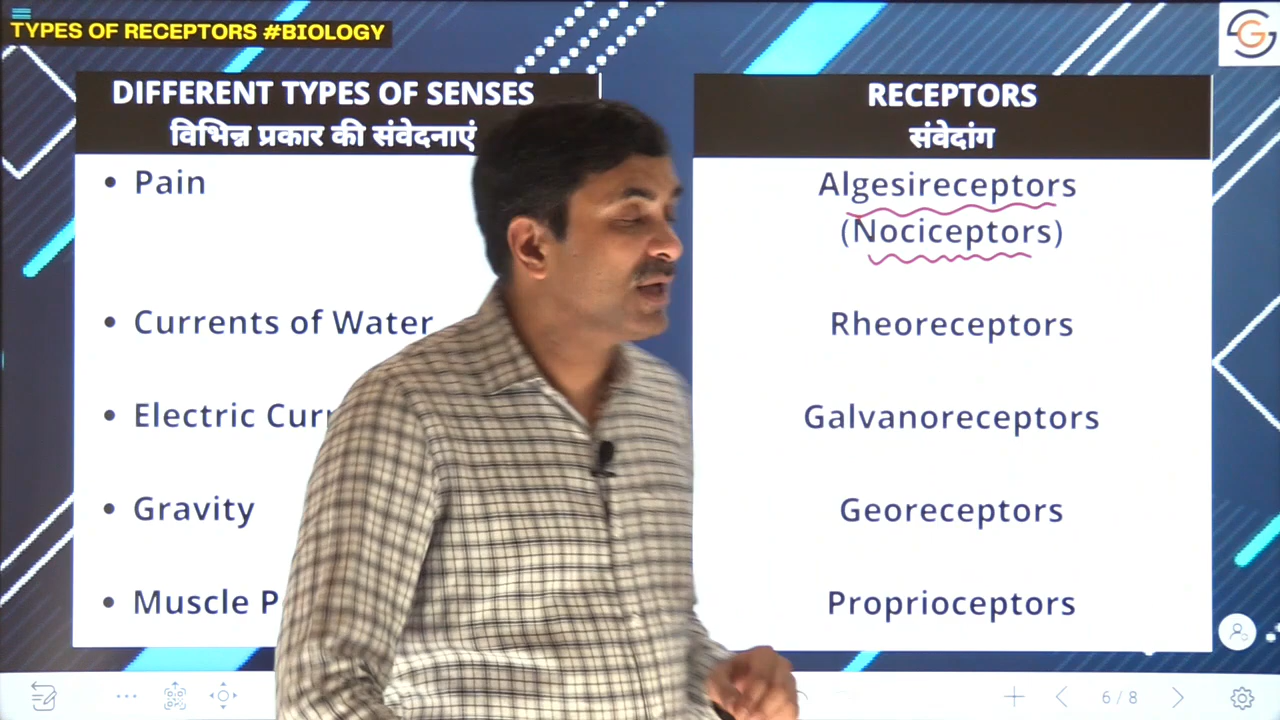 TYPES OF RECEPTORS #BIOLOGY
DIFFERENT TYPES OF SENSES
विभिन्न प्रकार की संवेदनाएं
RECEPTORS
संवेदांग
• Pain
Algesireceptors
(Nociceptors)
• Currents of Water
Rheoreceptors
• Electric
Galvanoreceptors
• Gravity
Georeceptors
• Muscle
Proprioceptors
6 / 8